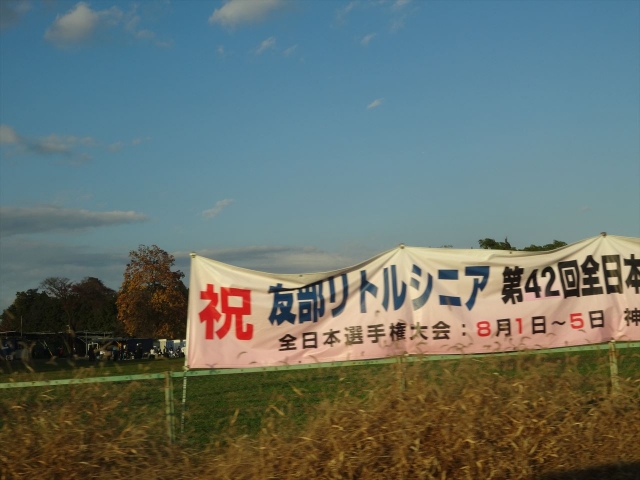 祝 友部リトルシニア 第42回全日本
全日本選手権大会：8月1日～5日 神